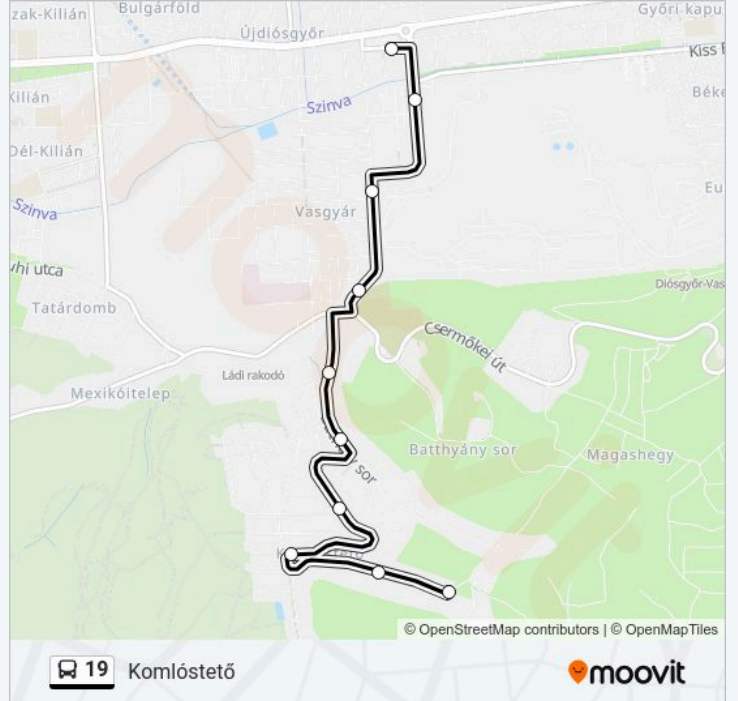 zak-Kilián
Bulgárföld
Győri kapu
Újdiósgyőr
Kiss E
Kilián
Szinva
Béke
Dél-Kilián
Eu
Szinva
Vasgyár
vhi utca
Diósgyőr-Vas
Tatárdomb
Csermőkei út
Ládi rakodó
Mexikóitelep
Batthyány sor
Magashegy
sor
© OpenStreetMap contributors | © OpenMapTiles
19 Komlóstető
moovit